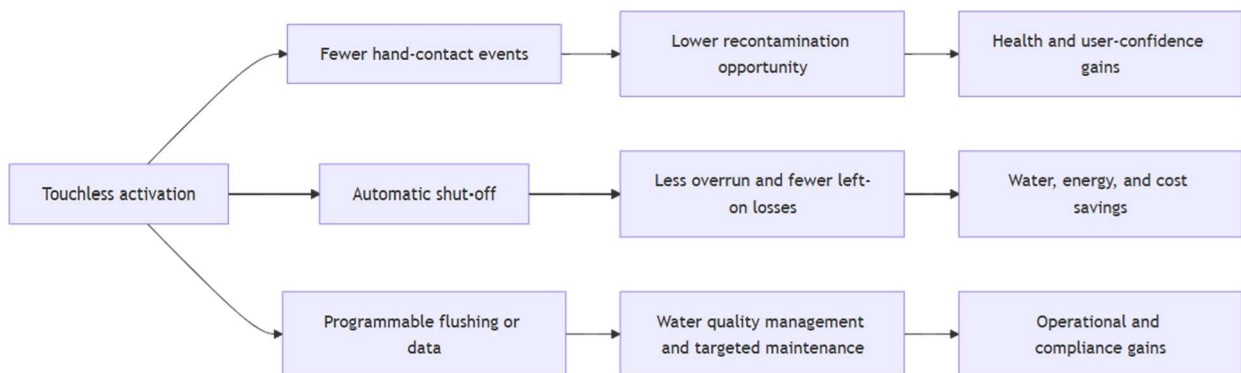 Fewer hand-contact events
Lower recontamination
opportunity
Health and user-confidence
gains
Touchless activation
Automatic shut-off
Less overrun and fewer left-
on losses
Water, energy, and cost
savings
Programmable flushing or
data
Water quality management
and targeted maintenance
Operational and
compliance gains